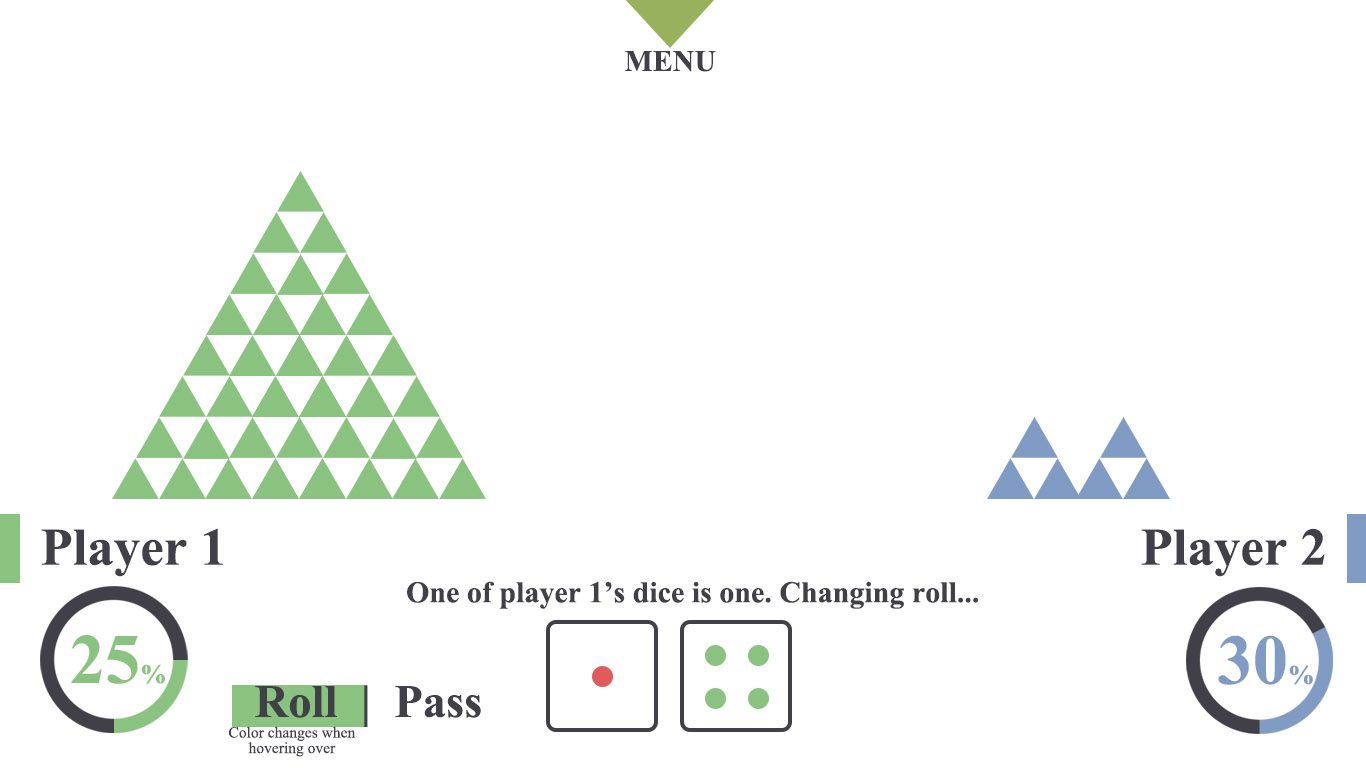 MENU
Player 1
Player 2
One of player 1’s dice is one. Changing roll...
25%
30%
Roll
Pass
Color changes when
hovering over